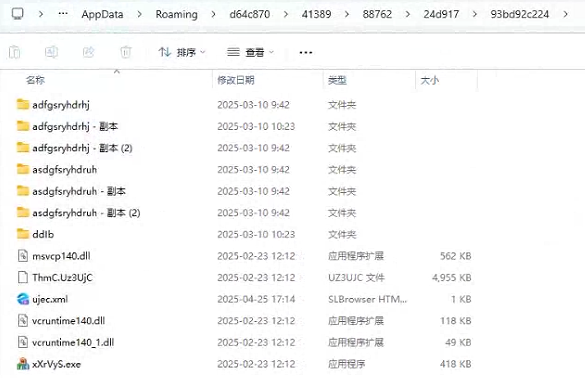 AppData > Roaming > d64c870 > 41389 > 88762 > 24d917 > 93bd92c224 >
排序 查看
名称 修改日期 类型 大小
adfgsryhdrhj 2025-03-10 9:42 文件夹
adfgsryhdrhj - 副本 2025-03-10 10:23 文件夹
adfgsryhdrhj - 副本 (2) 2025-03-10 9:42 文件夹
asdgfsryhdruh 2025-03-10 9:42 文件夹
asdgfsryhdruh - 副本 2025-03-10 9:42 文件夹
asdgfsryhdruh - 副本 (2) 2025-03-10 9:42 文件夹
ddIb 2025-03-10 10:23 文件夹
msvcp140.dll 2025-02-23 12:12 应用程序扩展 562 KB
ThmC.Uz3UjC 2025-02-23 12:12 UZ3UJC 文件 4,955 KB
ujec.xml 2025-04-25 17:14 SLBrowser HTM... 1 KB
vcruntime140.dll 2025-02-23 12:12 应用程序扩展 118 KB
vcruntime140_1.dll 2025-02-23 12:12 应用程序扩展 49 KB
xXrVyS.exe 2025-02-23 12:12 应用程序 418 KB